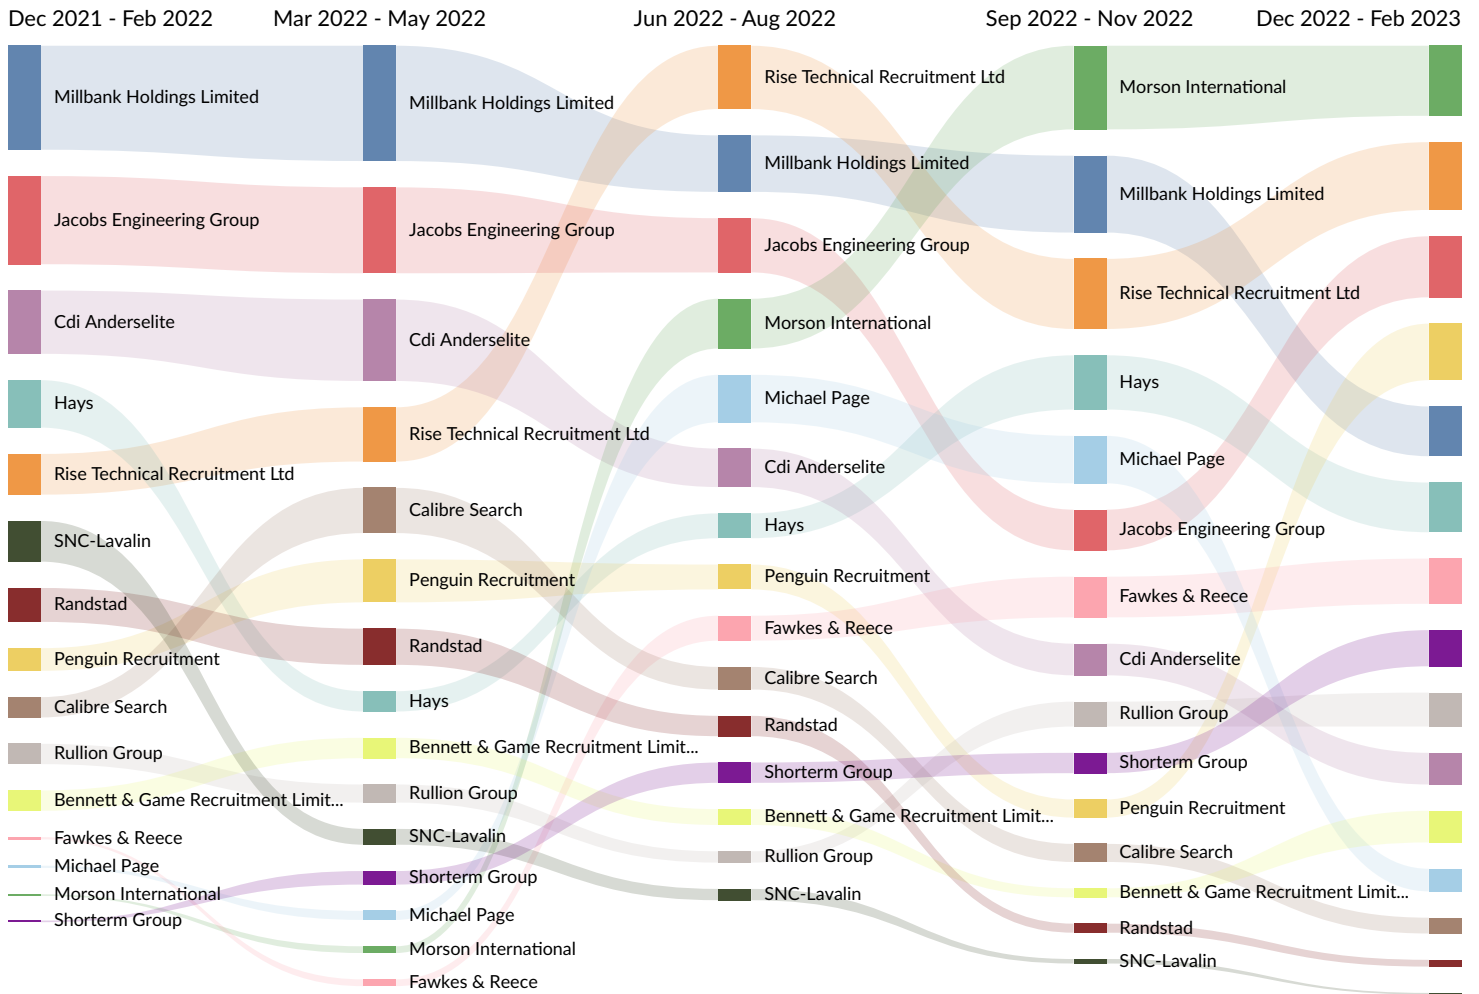 Dec 2021 - Feb 2022
Mar 2022 - May 2022
Jun 2022 - Aug 2022
Sep 2022 - Nov 2022
Dec 2022 - Feb 2023
Millbank Holdings Limited
Jacobs Engineering Group
Cdi Anderselite
Hays
Rise Technical Recruitment Ltd
SNC-Lavalin
Randstad
Penguin Recruitment
Calibre Search
Rullion Group
Bennett & Game Recruitment Limit...
Fawkes & Reece
Michael Page
Morson International
Shorterm Group
Millbank Holdings Limited
Jacobs Engineering Group
Cdi Anderselite
Rise Technical Recruitment Ltd
Calibre Search
Penguin Recruitment
Randstad
Hays
Bennett & Game Recruitment Limit...
Rullion Group
SNC-Lavalin
Shorterm Group
Michael Page
Morson International
Fawkes & Reece
Rise Technical Recruitment Ltd
Millbank Holdings Limited
Jacobs Engineering Group
Morson International
Michael Page
Cdi Anderselite
Hays
Penguin Recruitment
Fawkes & Reece
Calibre Search
Randstad
Shorterm Group
Bennett & Game Recruitment Limit...
Rullion Group
SNC-Lavalin
Morson International
Millbank Holdings Limited
Rise Technical Recruitment Ltd
Hays
Michael Page
Jacobs Engineering Group
Fawkes & Reece
Cdi Anderselite
Rullion Group
Shorterm Group
Penguin Recruitment
Calibre Search
Bennett & Game Recruitment Limit...
Randstad
SNC-Lavalin